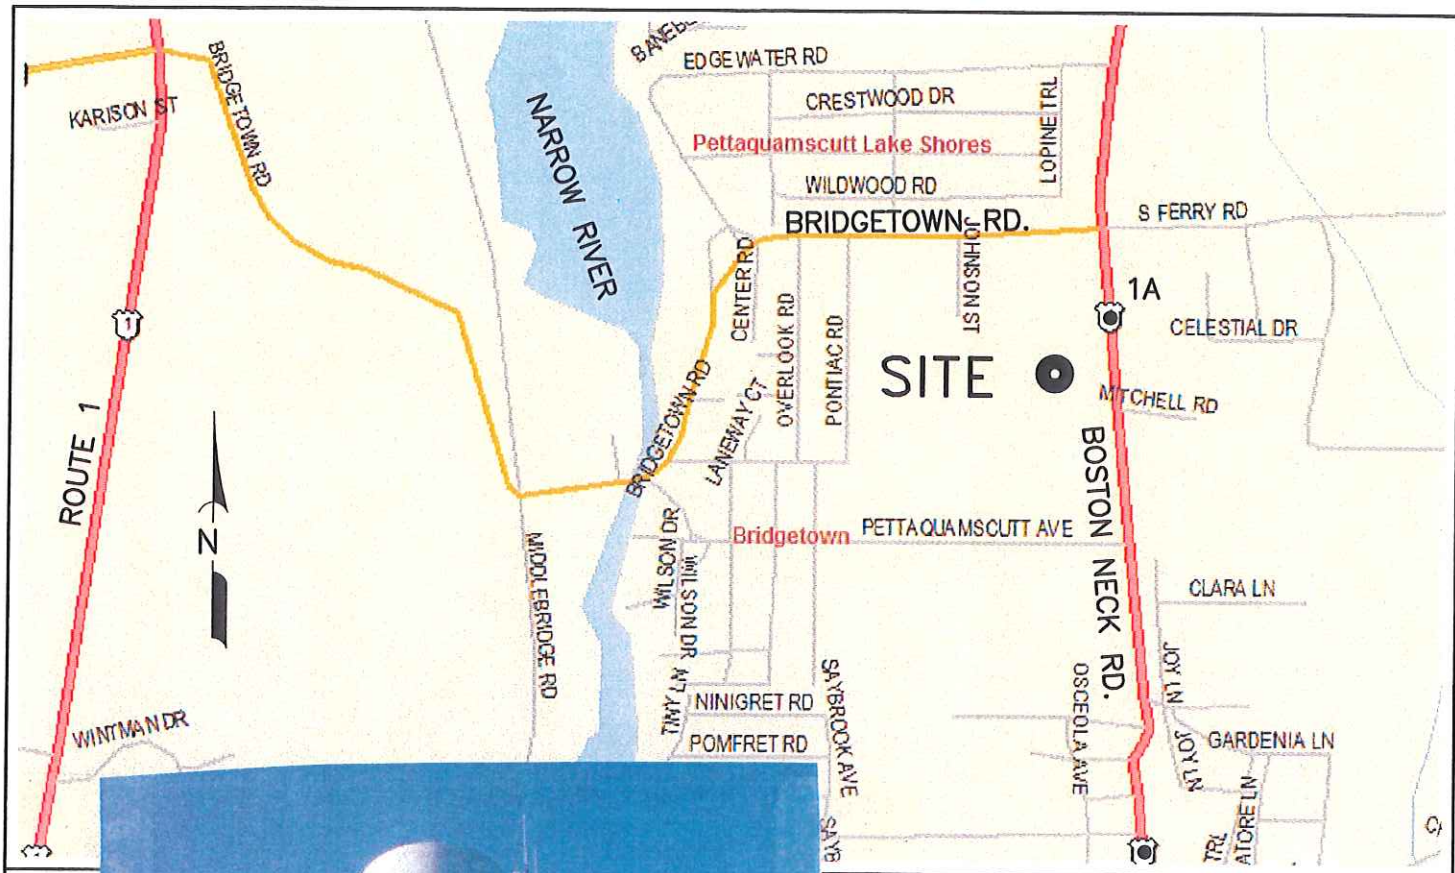 BRIDGETOWN RD
KARISON ST
EDGEWATER RD
CRESTWOOD DR
LOPINE TRL
Pettaquamscutt Lake Shores
WILDWOOD RD
NARROW RIVER
BRIDGETOWN RD.
S FERRY RD
JOHNSON ST
CENTER RD
OVERLOOK RD
PONTIAC RD
1A
CELESTIAL DR
1
SITE
MITCHELL RD
BRIDGETOWN RD
LANEWAY CT
ROUTE 1
BOSTON NECK RD.
N
MIDDLEBRIDGE RD
WILSON DR
WILSON DR
Bridgetown
PETTAQUAMSCUTT AVE
CLARA LN
JOY LN
TINY LN
NINIGRET RD
SAYBROOK AVE
OSCEOLA AVE
POMFRET RD
WINTMAN DR
JOY LN
GARDENIA LN
ATORE LN
TRL
SAYB